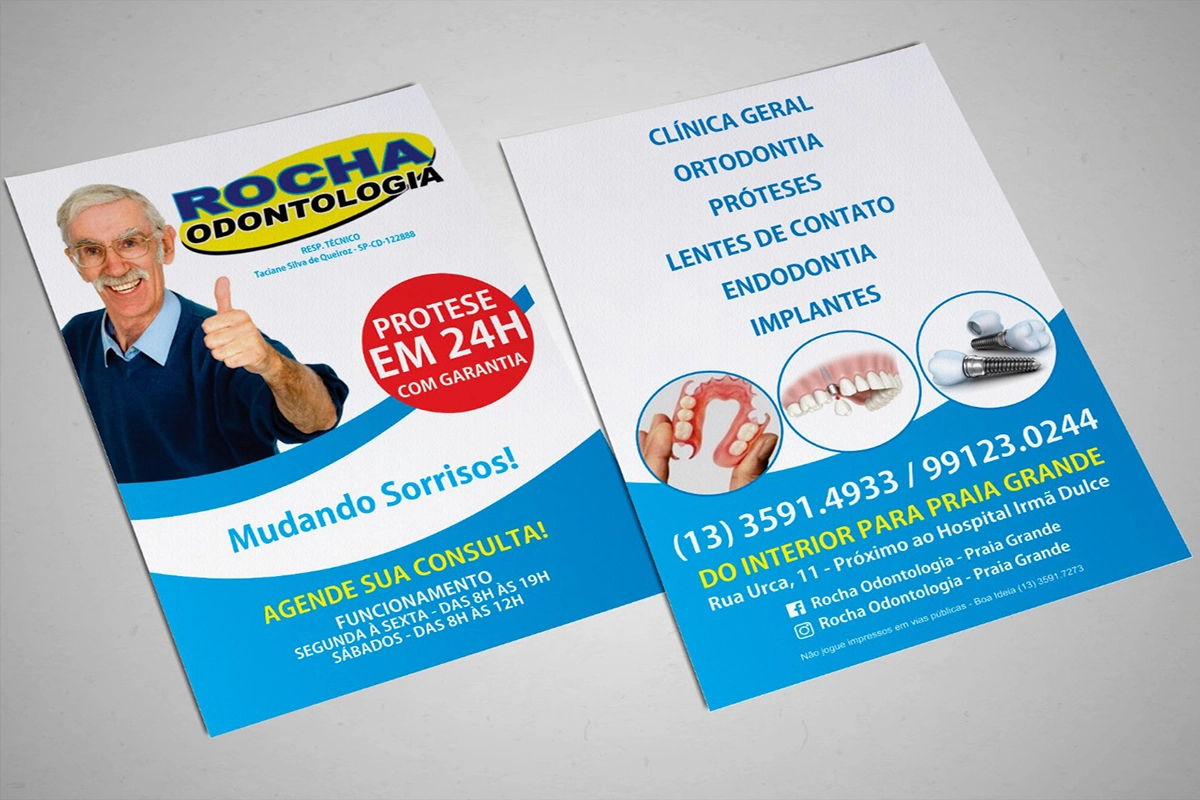 ROCHA
ODONTOLOGIA
RESP. TÉCNICO
Taciane Silva de Queiroz - SP-CD-122888
PROTESE
EM 24H
COM GARANTIA
Mudando Sorrisos!
AGENDE SUA CONSULTA!
FUNCIONAMENTO
SEGUNDA À SEXTA - DAS 8H ÀS 19H
SÁBADOS - DAS 8H ÀS 12H
CLÍNICA GERAL
ORTODONTIA
PRÓTESES
LENTES DE CONTATO
ENDODONTIA
IMPLANTES
(13) 3591.4933 / 99123.0244
DO INTERIOR PARA PRAIA GRANDE
Rua Urca, 11 - Próximo ao Hospital Irmã Dulce
Rocha Odontologia - Praia Grande
Rocha Odontologia - Praia Grande
Não jogue impressos em vias públicas - Boa Ideia (13) 3591.7273